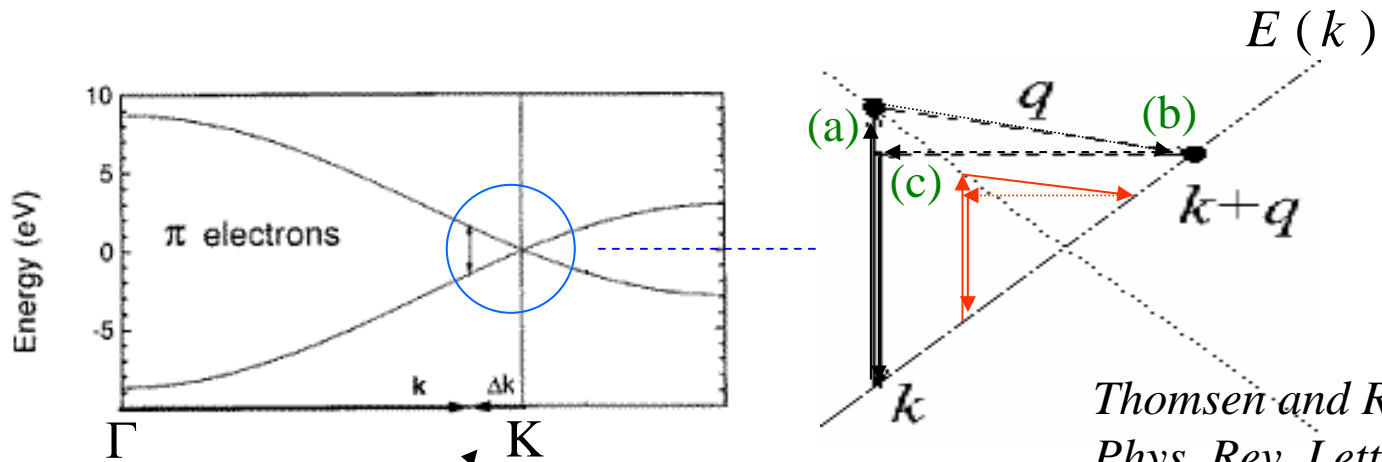 E ( k )
10
5
0
-5
Energy (eV)
π electrons
k Δk
Γ K
q
(a)
(b)
(c)
k+q
k
Thomsen and R
Phys. Rev. Lett